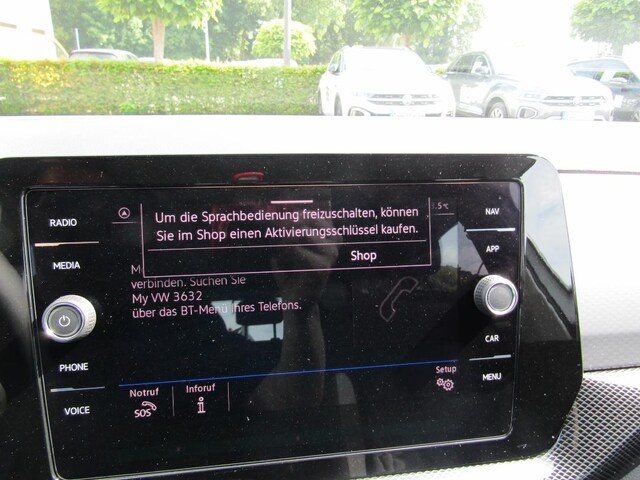 RADIO
MEDIA
PHONE
VOICE
Um die Sprachbedienung freizuschalten, können
Sie im Shop einen Aktivierungsschlüssel kaufen.
Shop
verbinden. Suchen Sie
My VW 3632
über das BT-Menü ihres Telefons.
Notruf
SOS
Inforuf
Setup
NAV
APP
CAR
MENU